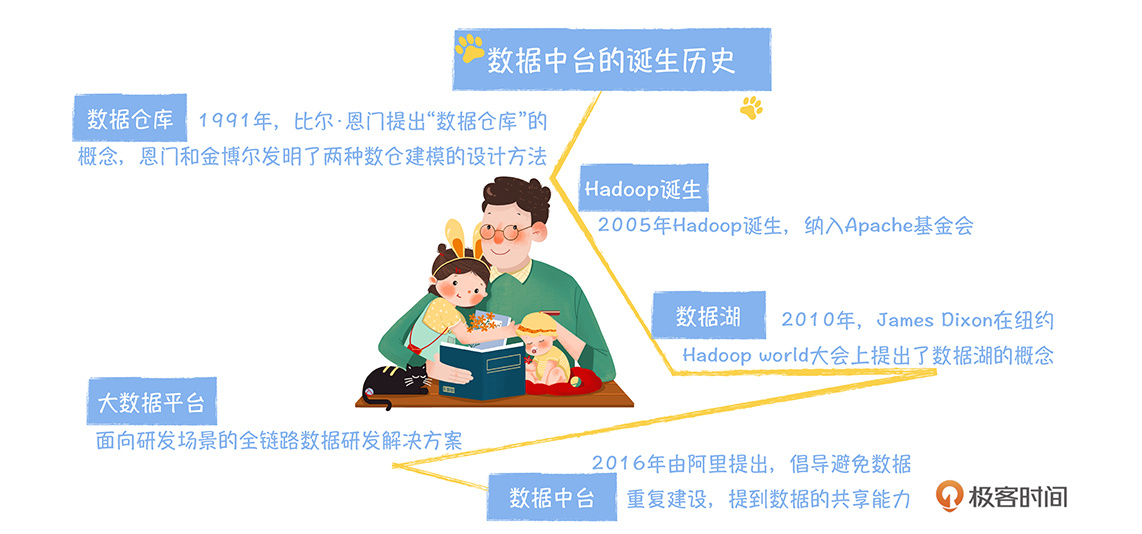 数据中台的诞生历史
数据仓库 1991年，比尔·恩门提出“数据仓库”的
概念，恩门和金博尔发明了两种数仓建模的设计方法
Hadoop诞生
2005年Hadoop诞生，纳入Apache基金会
数据湖 2010年，James Dixon在纽约
Hadoop world大会上提出了数据湖的概念
大数据平台
面向研发场景的全链路数据研发解决方案
2016年由阿里提出，倡导避免数据
数据中台 重复建设，提到数据的共享能力
极客时间